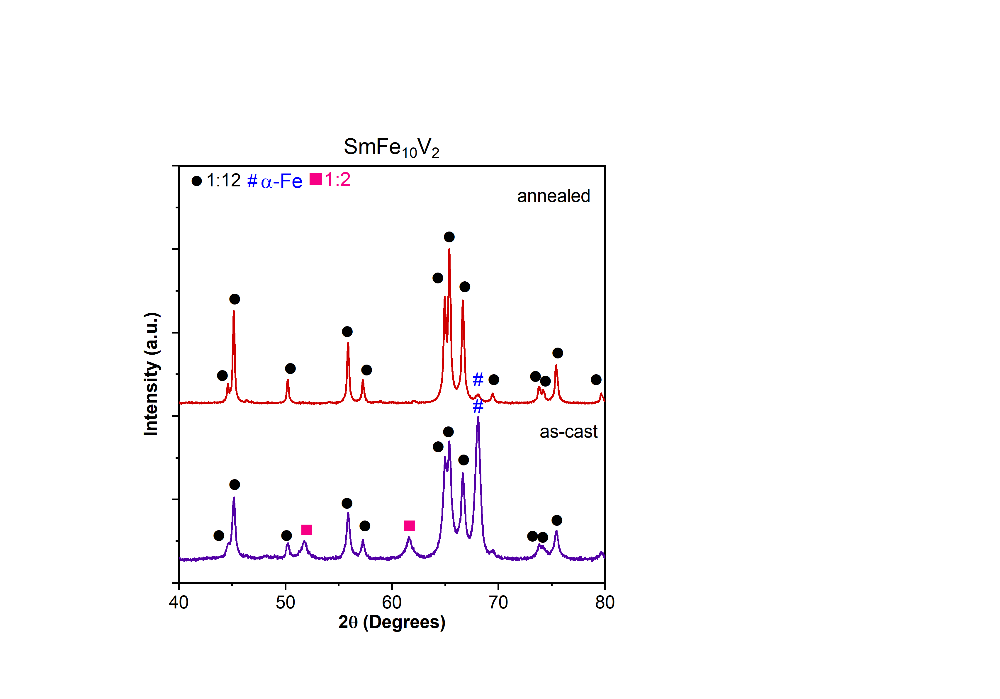 SmFe₁₀V₂
● 1:12 # α-Fe ■ 1:2
annealed
#
#
as-cast
Intensity (a.u.)
40 50 60 70 80
2θ (Degrees)